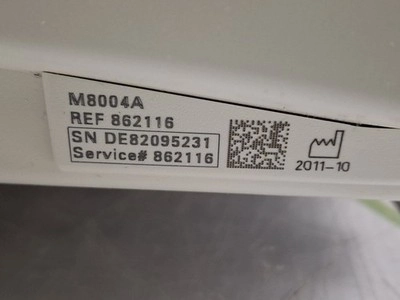 M8004A
REF 862116
SN DE82095231
Service# 862116
2011-10